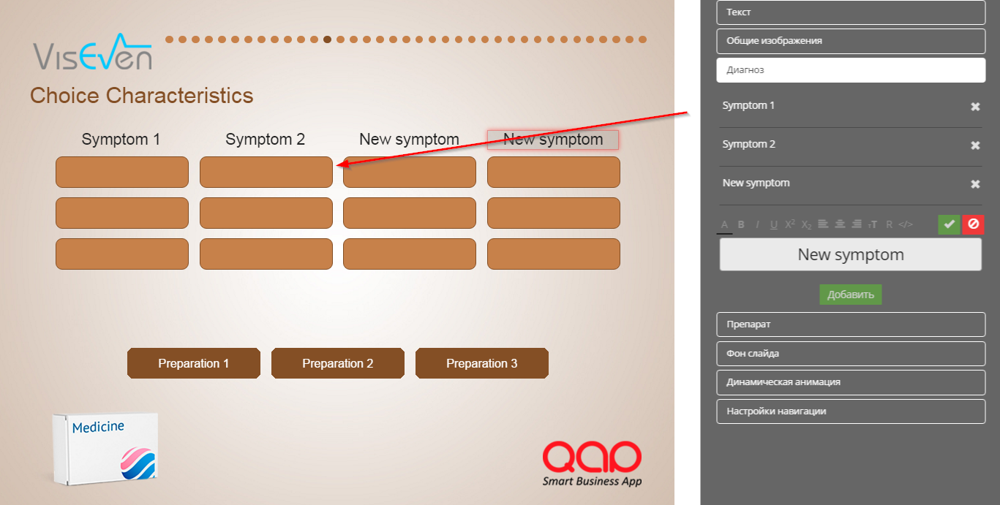 VisEven
Choice Characteristics
Symptom 1
Symptom 2
New symptom
New symptom
Preparation 1
Preparation 2
Preparation 3
Medicine
QAP
Smart Business App
Текст
Общие изображения
Диагноз
Symptom 1
Symptom 2
New symptom
A B I U X² X₂ тT R </>
New symptom
Добавить
Препарат
Фон слайда
Динамическая анимация
Настройки навигации